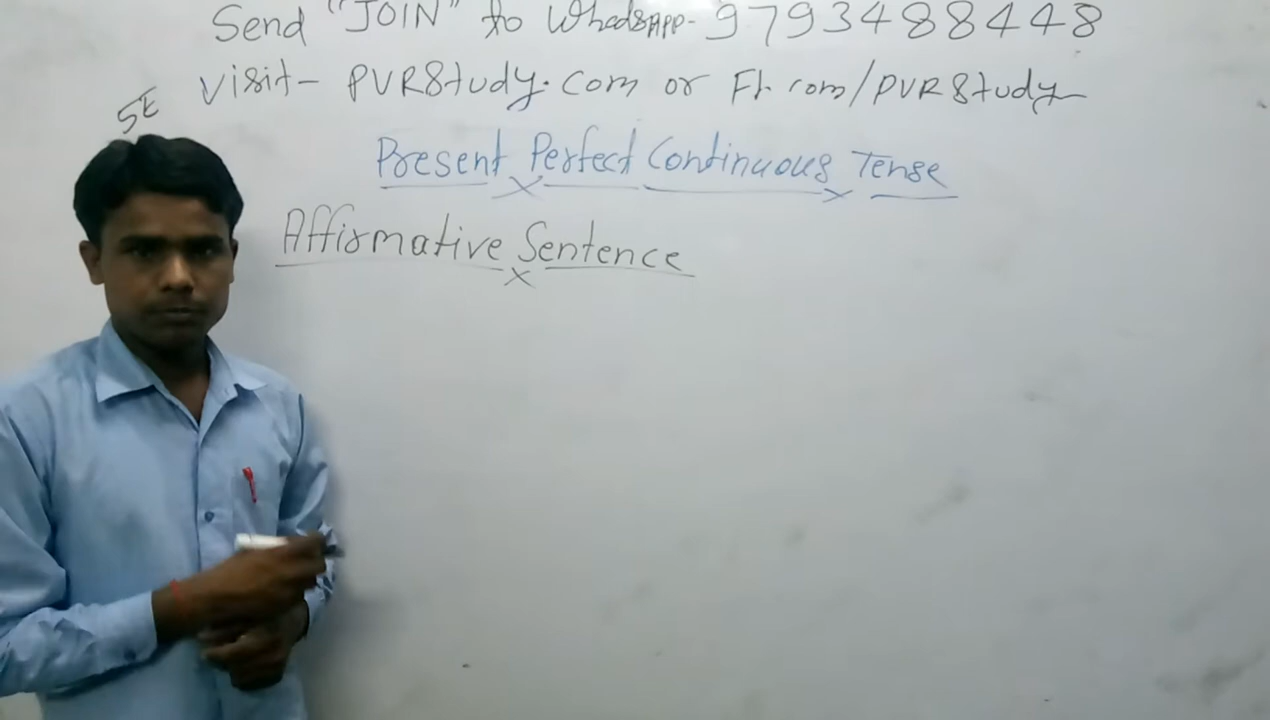 Send "JOIN" to WhatsApp- 9793488448
Visit- PVRStudy.com or Fb.com/PVRStudy
5E
Present Perfect Continuous Tense
Affirmative Sentence